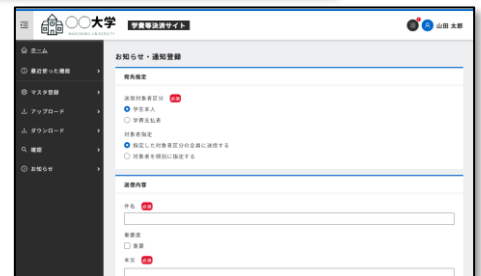 ○○大学
MARUMARU UNIVERSITY
学費等決済サイト
山田 太郎
ホーム
最近使った機能
マスタ登録
アップロード
ダウンロード
確認
お知らせ
お知らせ・通知登録
宛先指定
送信対象者区分 必須
学生本人
学費支払者
対象者指定
指定した対象者区分の全員に送信する
対象者を個別に指定する
送信内容
件名 必須
重要度
重要
本文 必須